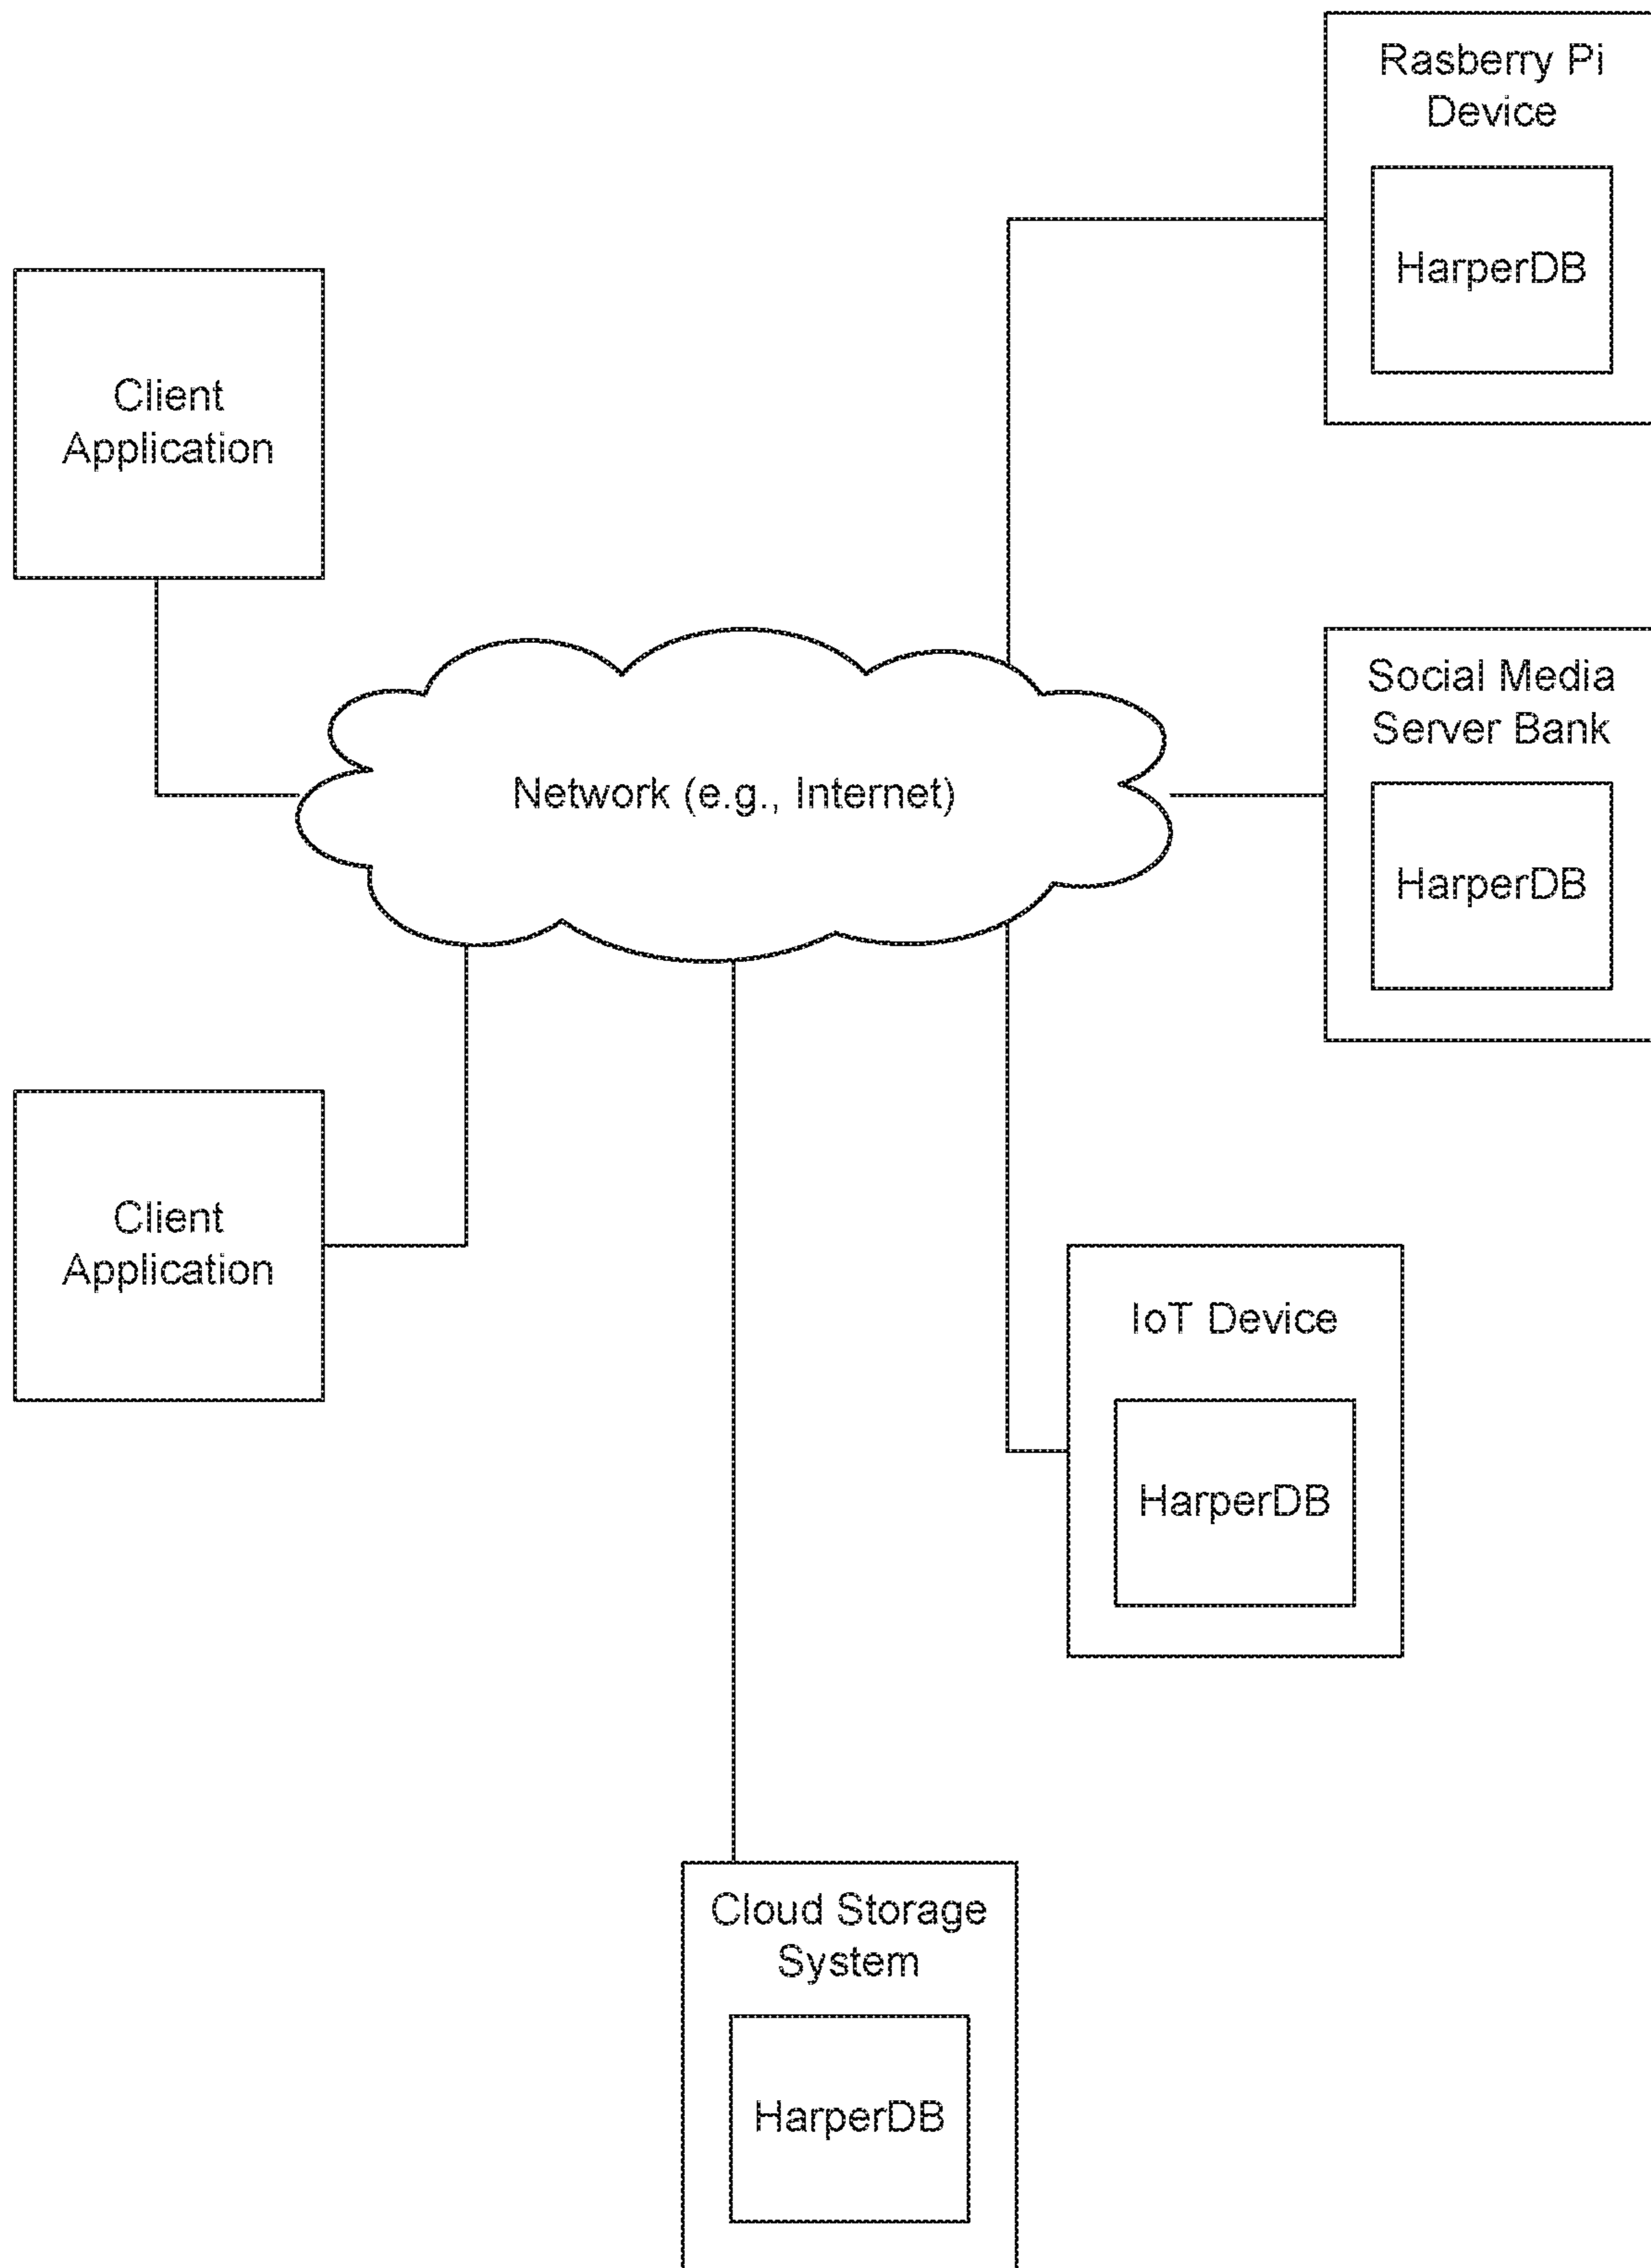 Rasberry Pi
Device
HarperDB
Client
Application
Social Media
Server Bank
Network (e.g., Internet)
HarperDB
Client
Application
IoT Device
HarperDB
Cloud Storage
System
HarperDB